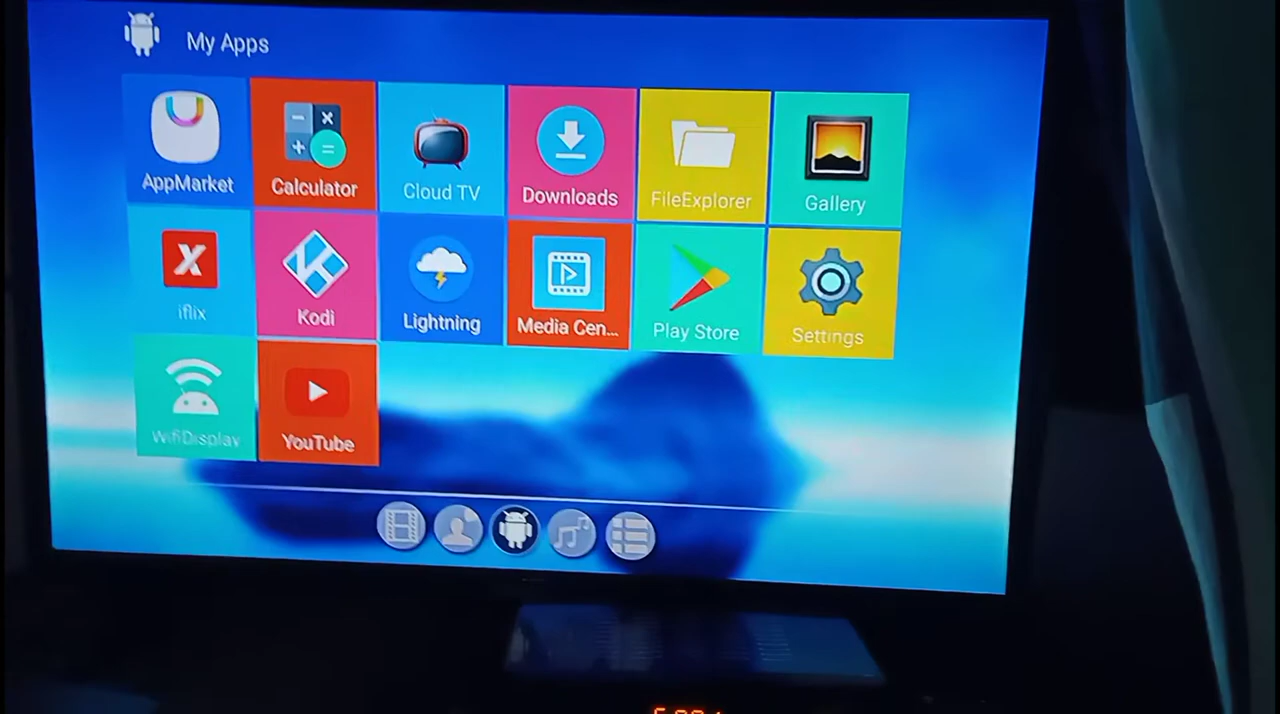 My Apps
AppMarket
Calculator
Cloud TV
Downloads
FileExplorer
Gallery
iflix
Kodi
Lightning
Media Cen...
Play Store
Settings
WifiDisplay
YouTube